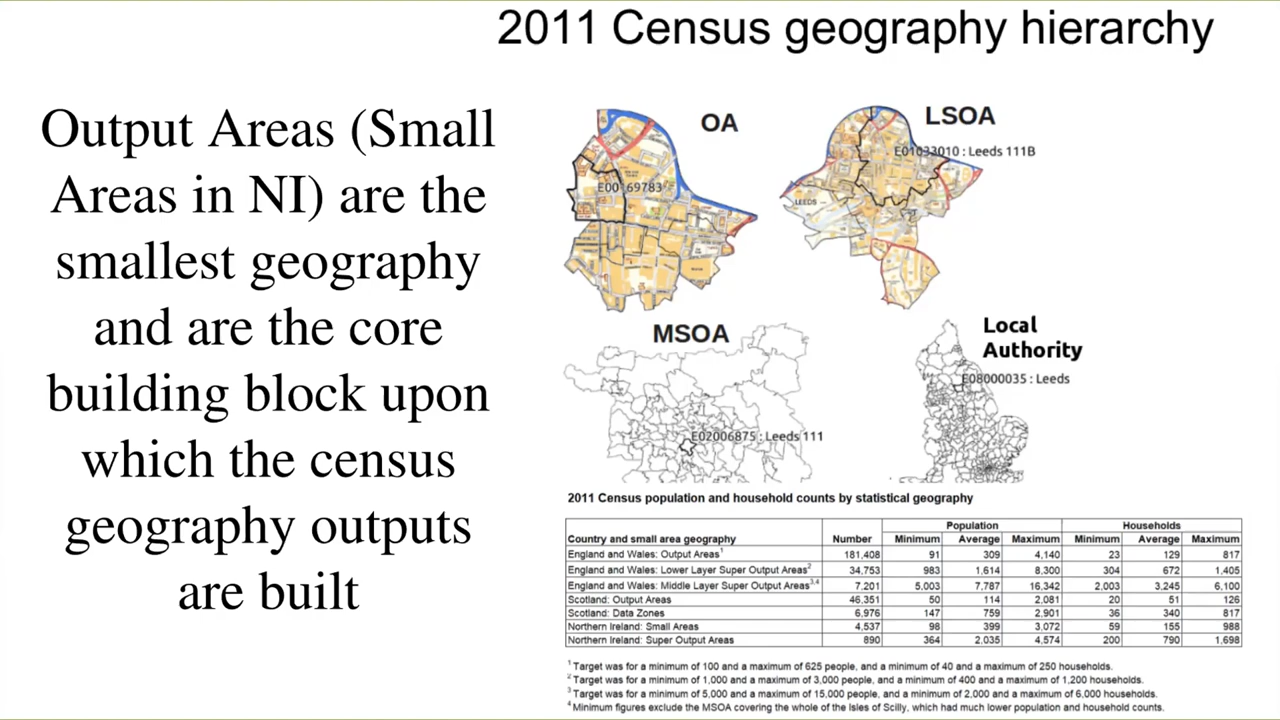 2011 Census geography hierarchy
Output Areas (Small
Areas in NI) are the
smallest geography
and are the core
building block upon
which the census
geography outputs
are built
OA
E00169783
LSOA
E01033010 : Leeds 111B
LEEDS
MSOA
E02006875 : Leeds 111
Local
Authority
E08000035 : Leeds
2011 Census population and household counts by statistical geography
Population Households
Country and small area geography Number Minimum Average Maximum Minimum Average Maximum
England and Wales: Output Areas1 181,408 91 309 4,140 23 129 817
England and Wales: Lower Layer Super Output Areas2 34,753 983 1,614 8,300 304 672 1,405
England and Wales: Middle Layer Super Output Areas3,4 7,201 5,003 7,787 16,342 2,003 3,245 6,100
Scotland: Output Areas 46,351 50 114 2,081 20 51 126
Scotland: Data Zones 6,976 147 759 2,901 36 340 817
Northern Ireland: Small Areas 4,537 98 399 3,072 59 155 988
Northern Ireland: Super Output Areas 890 364 2,035 4,574 200 790 1,698
1 Target was for a minimum of 100 and a maximum of 625 people, and a minimum of 40 and a maximum of 250 households.
2 Target was for a minimum of 1,000 and a maximum of 3,000 people, and a minimum of 400 and a maximum of 1,200 households.
3 Target was for a minimum of 5,000 and a maximum of 15,000 people, and a minimum of 2,000 and a maximum of 6,000 households.
4 Minimum figures exclude the MSOA covering the whole of the Isles of Scilly, which had much lower population and household counts.